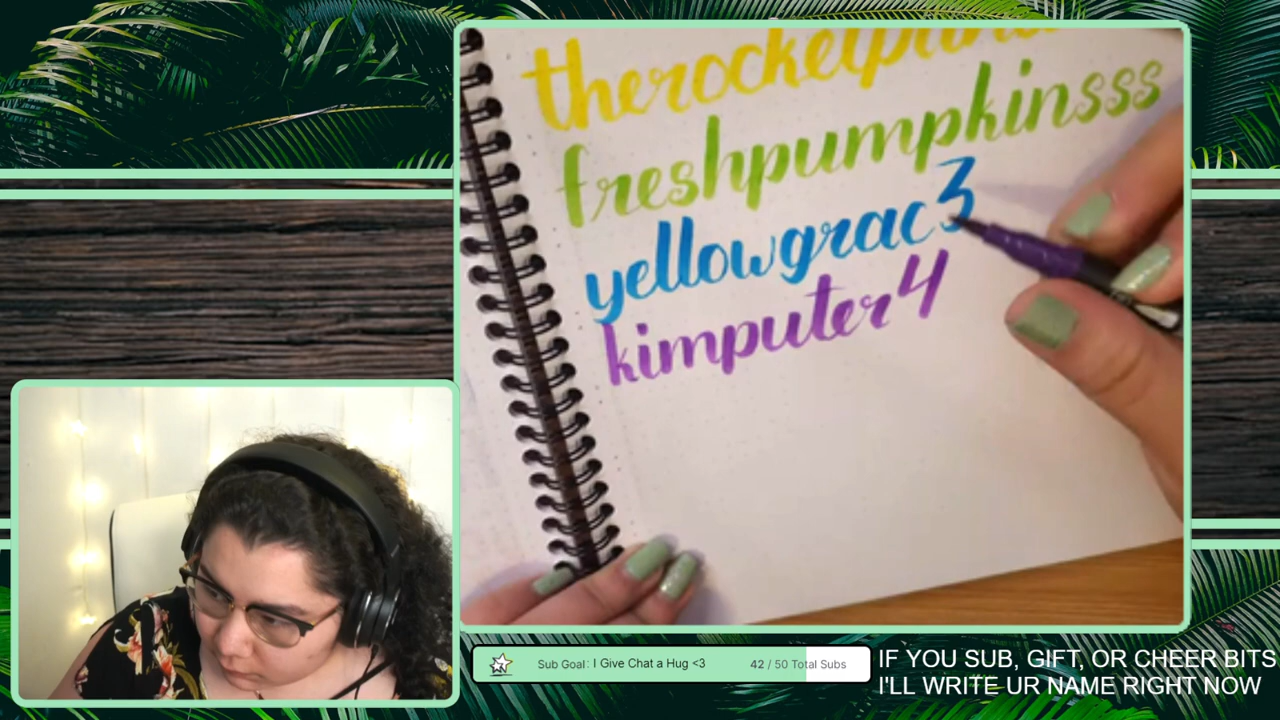 freshpumpkinsss
yellowgrac3
kimputer4
Sub Goal: I Give Chat a Hug <3 42 / 50 Total Subs
IF YOU SUB, GIFT, OR CHEER BITS
I'LL WRITE UR NAME RIGHT NOW